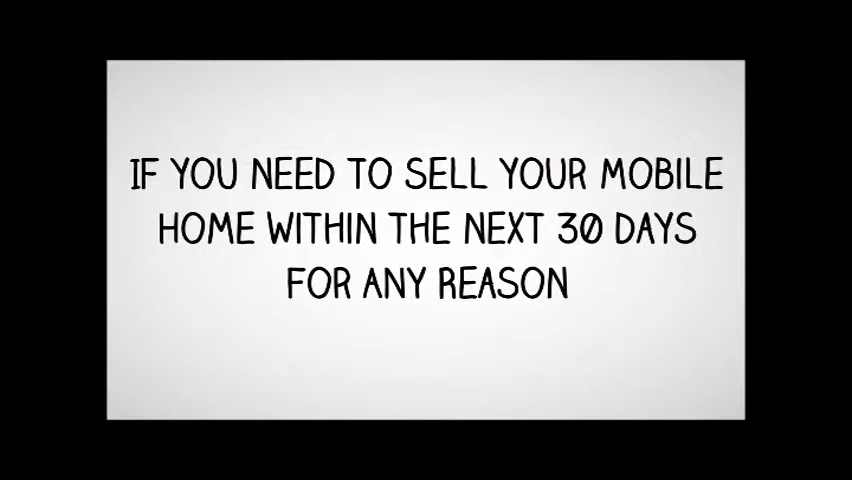 IF YOU NEED TO SELL YOUR MOBILE
HOME WITHIN THE NEXT 30 DAYS
FOR ANY REASON